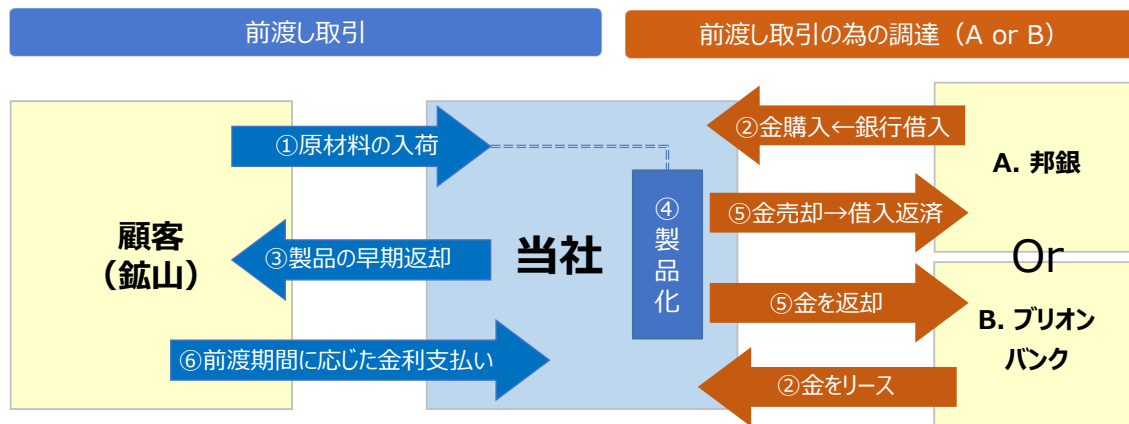 前渡し取引
前渡し取引の為の調達（A or B）
①原材料の入荷
②金購入←銀行借入
A. 邦銀
④製品化
⑤金売却→借入返済
顧客
（鉱山）
③製品の早期返却
当社
Or
⑤金を返却
B. ブリオン
バンク
⑥前渡期間に応じた金利支払い
②金をリース